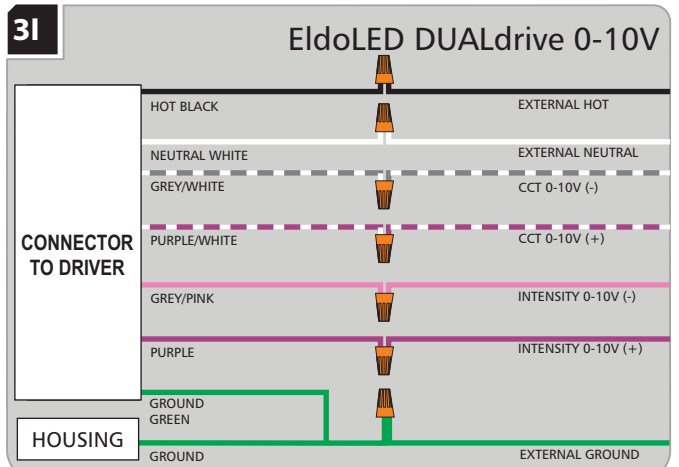 3I
EldoLED DUALdrive 0-10V
HOT BLACK
EXTERNAL HOT
NEUTRAL WHITE
EXTERNAL NEUTRAL
GREY/WHITE
CCT 0-10V (-)
PURPLE/WHITE
CCT 0-10V (+)
CONNECTOR
TO DRIVER
GREY/PINK
INTENSITY 0-10V (-)
PURPLE
INTENSITY 0-10V (+)
GROUND
GREEN
HOUSING
GROUND
EXTERNAL GROUND